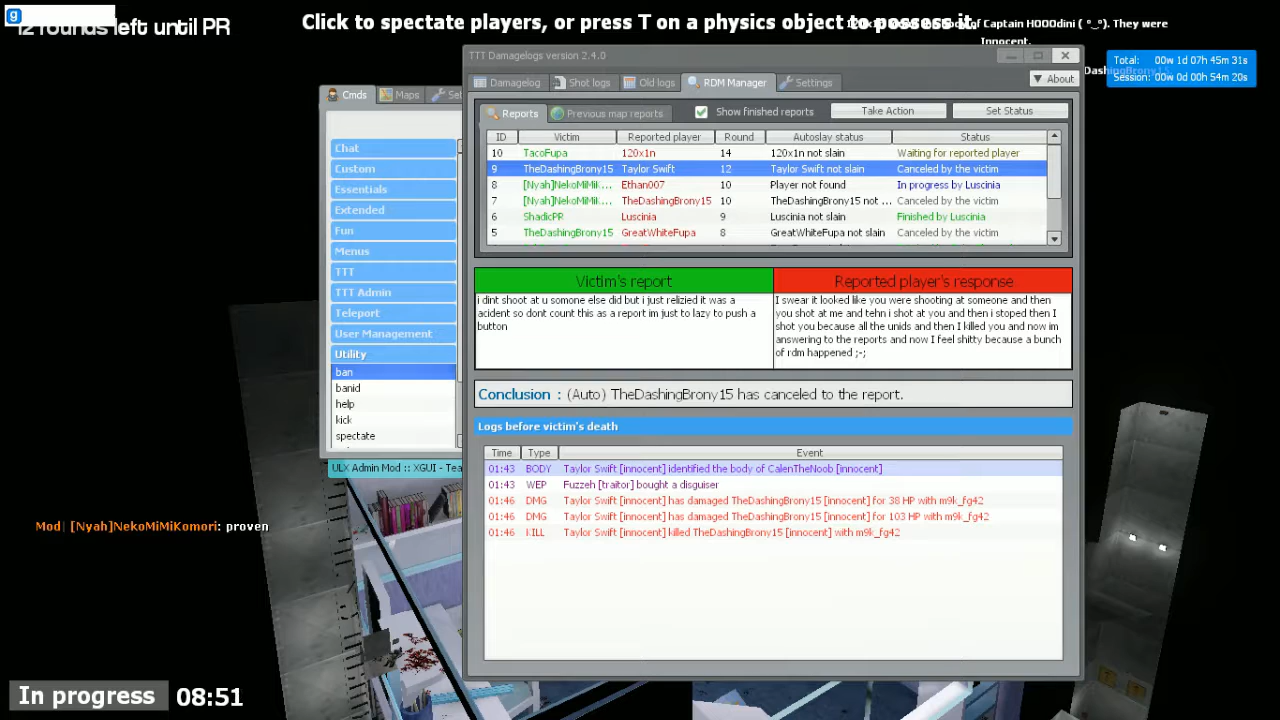 12 rounds left until PR
Click to spectate players, or press T on a physics object to possess it.
of Captain HOOOdini ( °_°). They were
Innocent.
Dashing
Total: 00w 1d 07h 45m 31s
Session: 00w 0d 00h 54m 20s
TTT Damagelogs version 2.4.0
Damagelog Shot logs Old logs RDM Manager Settings
▼ About
Cmds Maps Set
Reports Previous map reports Show finished reports Take Action Set Status
ID Victim Reported player Round Autoslay status Status
10 TacoFupa 120x1n 14 120x1n not slain Waiting for reported player
9 TheDashingBrony15 Taylor Swift 12 Taylor Swift not slain Canceled by the victim
8 [Nyah]NekoMiMiK... Ethan007 10 Player not found In progress by Luscinia
7 [Nyah]NekoMiMiK... TheDashingBrony15 10 TheDashingBrony15 not ... Canceled by the victim
6 ShadicPR Luscinia 9 Luscinia not slain Finished by Luscinia
5 TheDashingBrony15 GreatWhiteFupa 8 GreatWhiteFupa not slain Canceled by the victim
Chat
Custom
Essentials
Extended
Fun
Menus
TTT
TTT Admin
Teleport
User Management
Utility
ban
banid
help
kick
spectate
ULX Admin Mod :: XGUI - Tea
Victim's report
i dint shoot at u somone else did but i just relizied it was a
acident so dont count this as a report im just to lazy to push a
button
Reported player's response
I swear it looked like you were shooting at someone and then
you shot at me and tehn i shot at you and then i stoped then I
shot you because all the unids and then I killed you and now im
answering to the reports and now I feel shitty because a bunch
of rdm happened ;-;
Conclusion : (Auto) TheDashingBrony15 has canceled to the report.
Logs before victim's death
Time Type Event
01:43 BODY Taylor Swift [innocent] identified the body of CalenTheNoob [innocent]
01:43 WEP Fuzzeh [traitor] bought a disguiser
01:46 DMG Taylor Swift [innocent] has damaged TheDashingBrony15 [innocent] for 38 HP with m9k_fg42
01:46 DMG Taylor Swift [innocent] has damaged TheDashingBrony15 [innocent] for 103 HP with m9k_fg42
01:46 KILL Taylor Swift [innocent] killed TheDashingBrony15 [innocent] with m9k_fg42
Mod| [Nyah]NekoMiMiKomori: proven
In progress 08:51